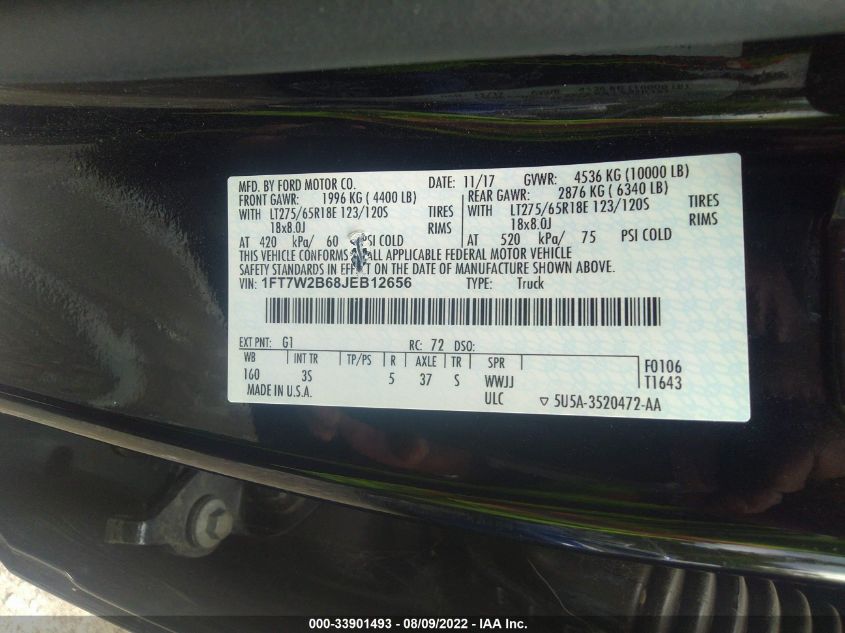 MFD. BY FORD MOTOR CO. DATE: 11/17 GVWR: 4536 KG (10000 LB)
FRONT GAWR: 1996 KG ( 4400 LB) REAR GAWR: 2876 KG ( 6340 LB)
WITH LT275/65R18E 123/120S TIRES WITH LT275/65R18E 123/120S TIRES
18x8.0J RIMS 18x8.0J RIMS
AT 420 kPa/ 60 PSI COLD AT 520 kPa/ 75 PSI COLD
THIS VEHICLE CONFORMS ALL APPLICABLE FEDERAL MOTOR VEHICLE
SAFETY STANDARDS IN EFFECT ON THE DATE OF MANUFACTURE SHOWN ABOVE.
VIN: 1FT7W2B68JEB12656 TYPE: Truck
EXT PNT: G1 RC: 72 DSO:
WB INT TR TP/PS R AXLE TR SPR F0106
160 3S 5 37 S WWJJ T1643
MADE IN U.S.A. ULC ▽ 5U5A-3520472-AA
000-33901493 - 08/09/2022 - IAA Inc.